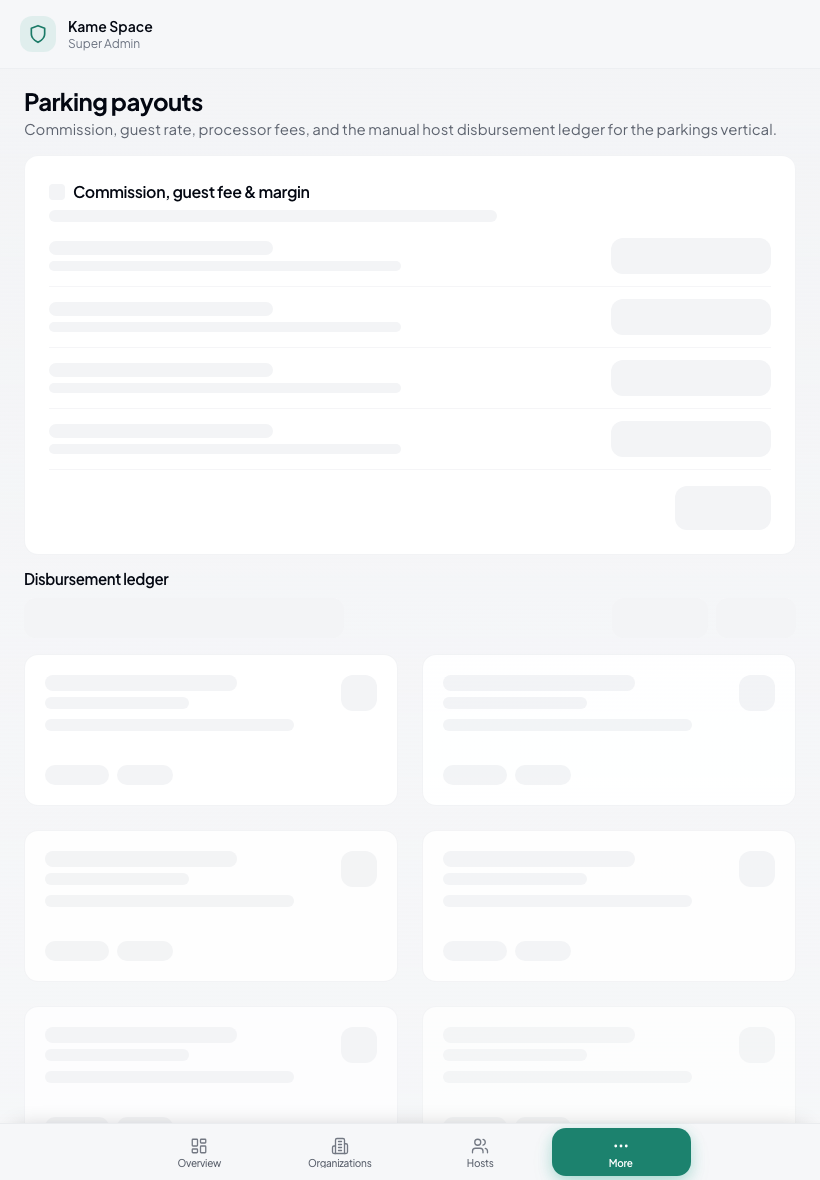 Kame Space
Super Admin
Parking payouts
Commission, guest rate, processor fees, and the manual host disbursement ledger for the parkings vertical.
Commission, guest fee & margin
Disbursement ledger
Overview
Organizations
Hosts
More